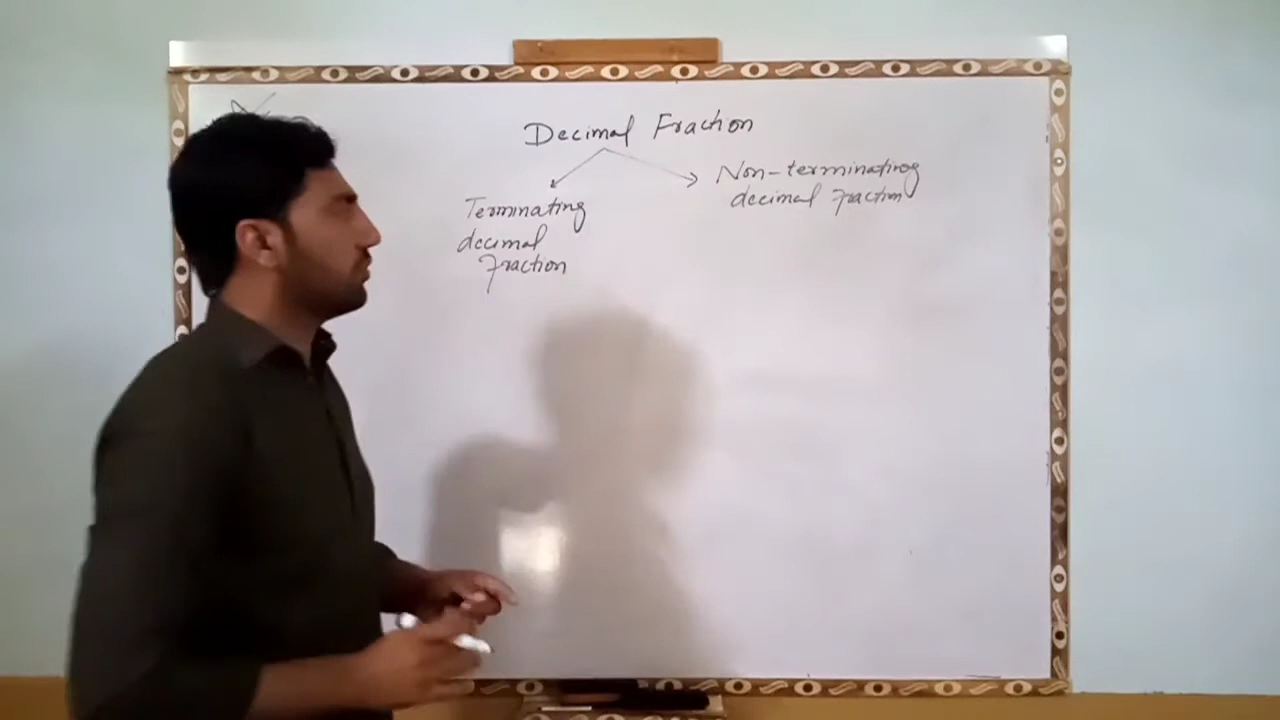 Decimal Fraction
Terminating
decimal
Fraction
Non-terminating
decimal Fraction